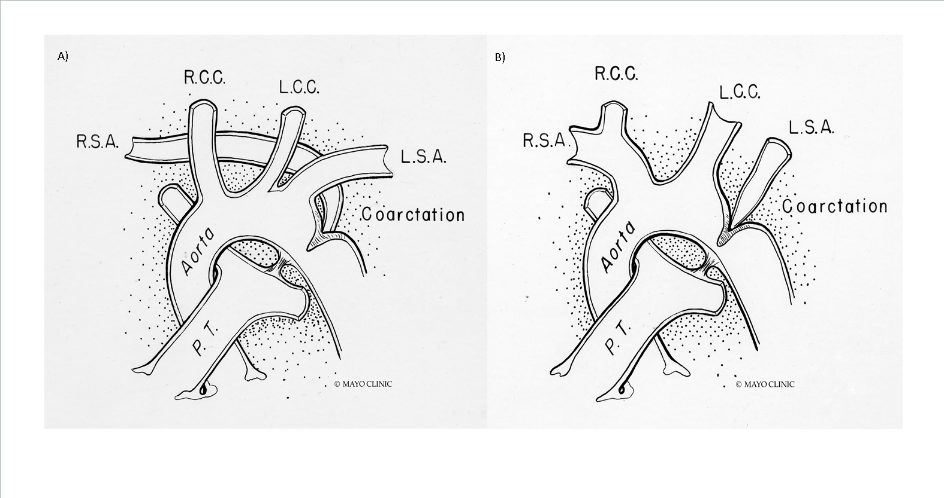 A)
R.C.C.
L.C.C.
R.S.A.
L.S.A.
Coarctation
Aorta
P.T.
© MAYO CLINIC
B)
R.C.C.
L.C.C.
R.S.A.
L.S.A.
Coarctation
Aorta
P.T.
© MAYO CLINIC